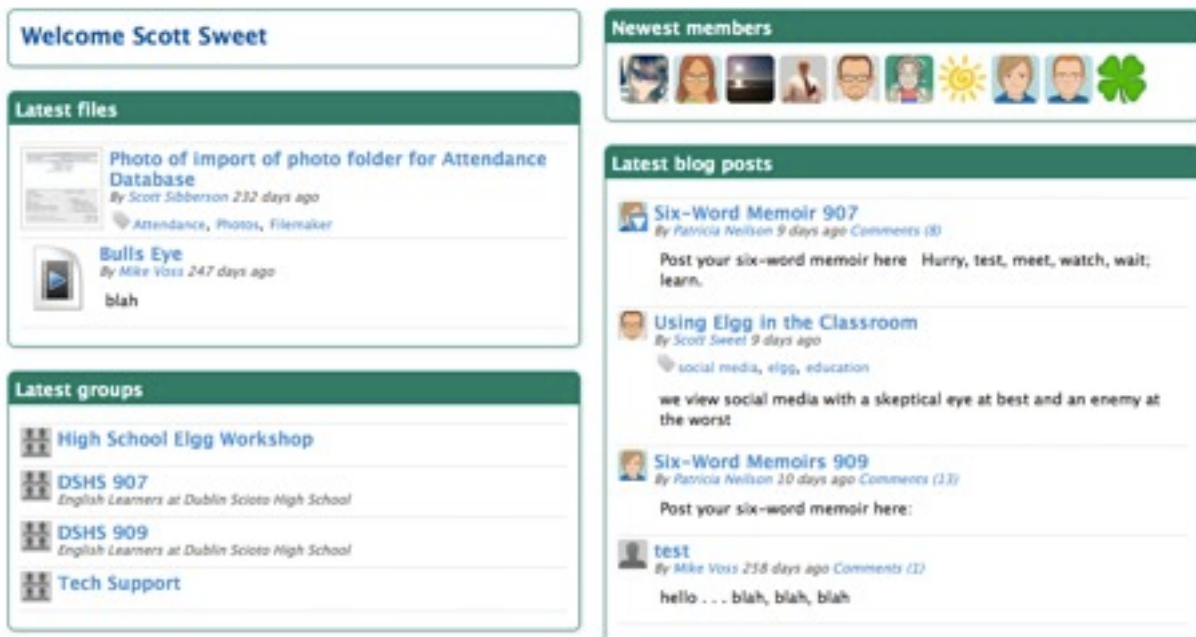 Welcome Scott Sweet
Latest files
Photo of import of photo folder for Attendance
Database
By Scott Sibberson 232 days ago
Attendance, Photos, Filemaker
Bulls Eye
By Mike Voss 247 days ago
blah
Latest groups
High School Elgg Workshop
DSHS 907
English Learners at Dublin Scioto High School
DSHS 909
English Learners at Dublin Scioto High School
Tech Support
Newest members
Latest blog posts
Six-Word Memoir 907
By Patricia Neilson 9 days ago Comments (8)
Post your six-word memoir here Hurry, test, meet, watch, wait;
learn.
Using Elgg in the Classroom
By Scott Sweet 9 days ago
social media, elgg, education
we view social media with a skeptical eye at best and an enemy at
the worst
Six-Word Memoirs 909
By Patricia Neilson 10 days ago Comments (13)
Post your six-word memoir here:
test
By Mike Voss 258 days ago Comments (1)
hello . . . blah, blah, blah